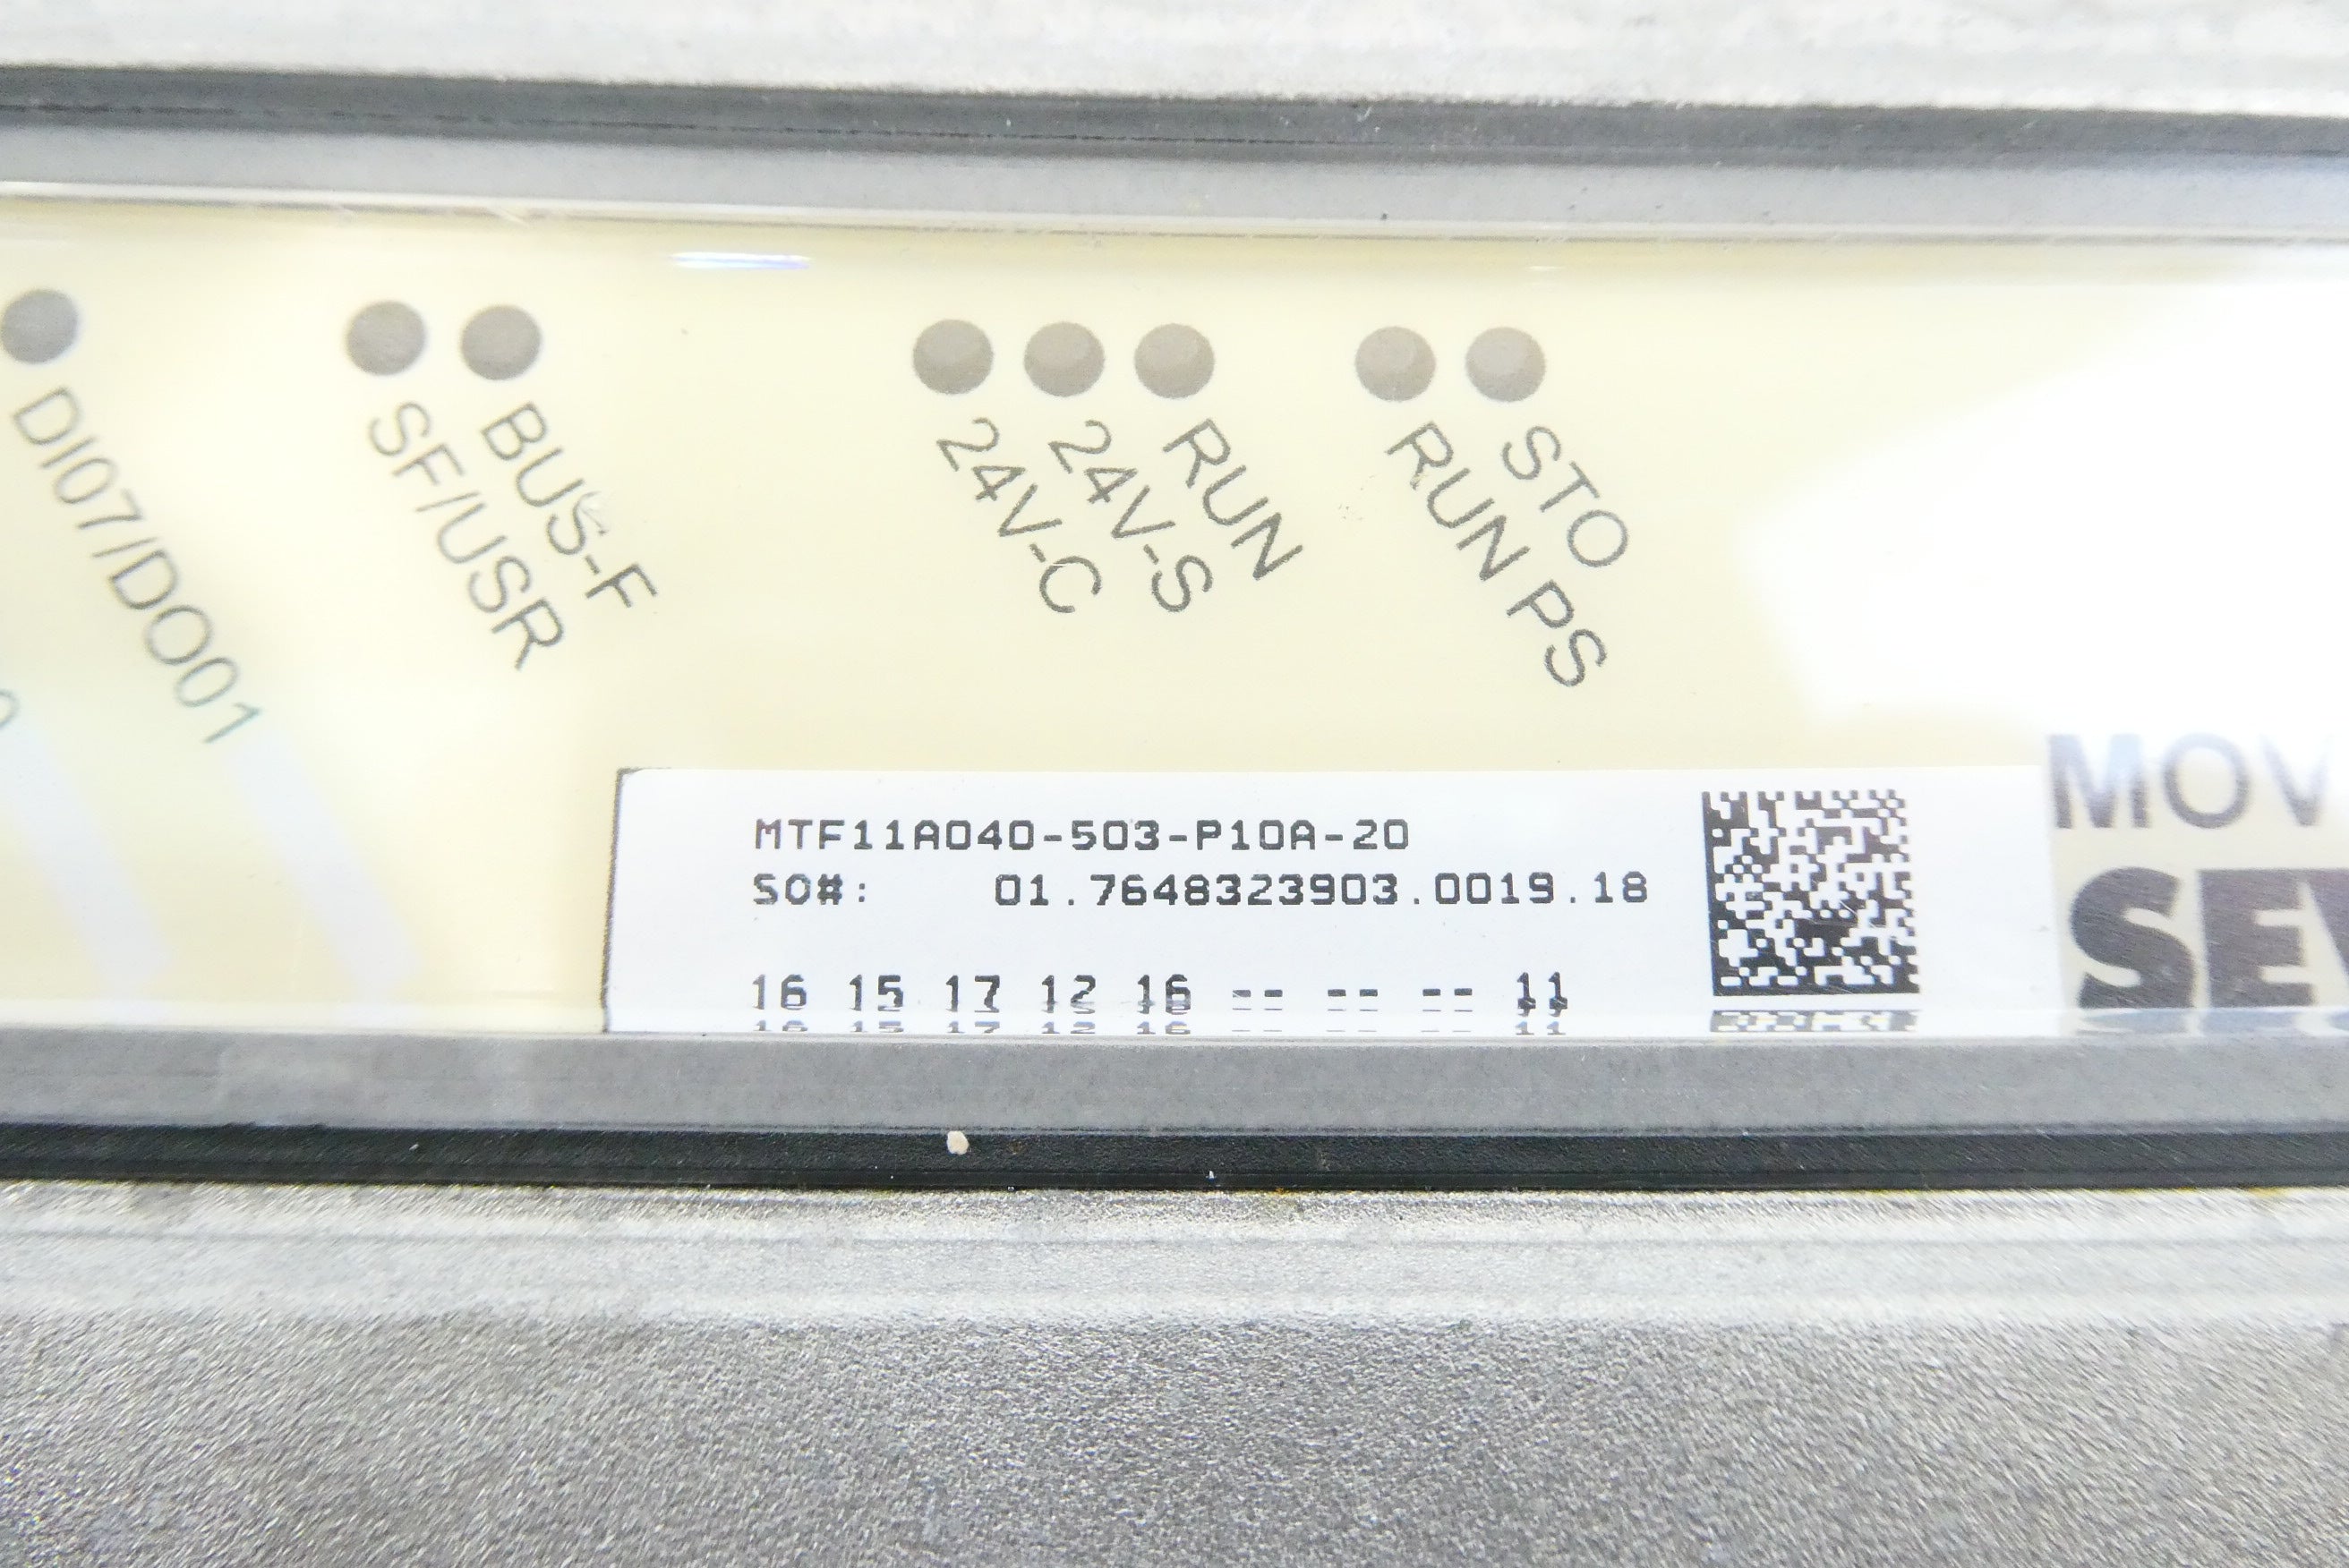 DI07/DO01
SF/USR
BUS-F
24V-C
24V-S
RUN
RUN PS
STO
MTF11A040-503-P10A-20
SO#: 01.7648323903.0019.18
16 15 17 12 16 -- -- -- 11
MOV
SEW